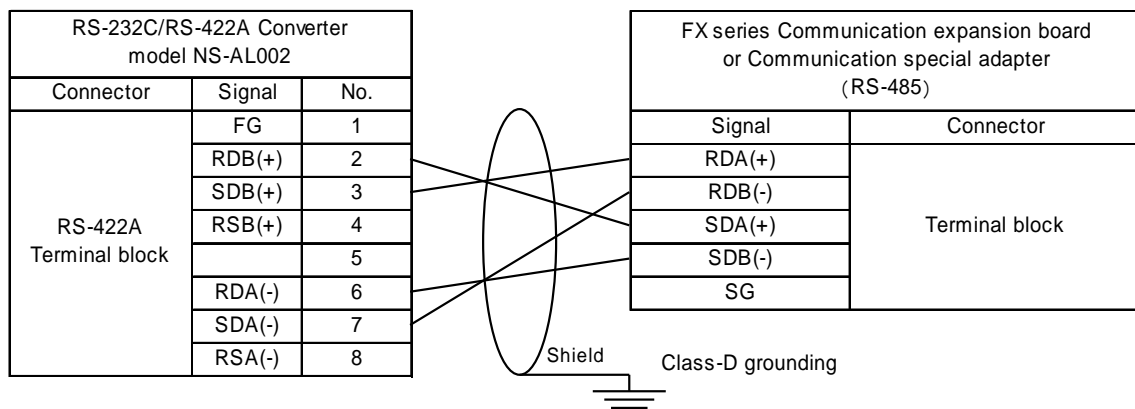 RS-232C/RS-422A Converter
model NS-AL002
Connector Signal No.
RS-422A
Terminal block
FG 1
RDB(+) 2
SDB(+) 3
RSB(+) 4
5
RDA(-) 6
SDA(-) 7
RSA(-) 8
Shield
Class-D grounding
FX series Communication expansion board
or Communication special adapter
(RS-485)
Signal Connector
RDA(+)
RDB(-)
SDA(+)
SDB(-)
SG
Terminal block